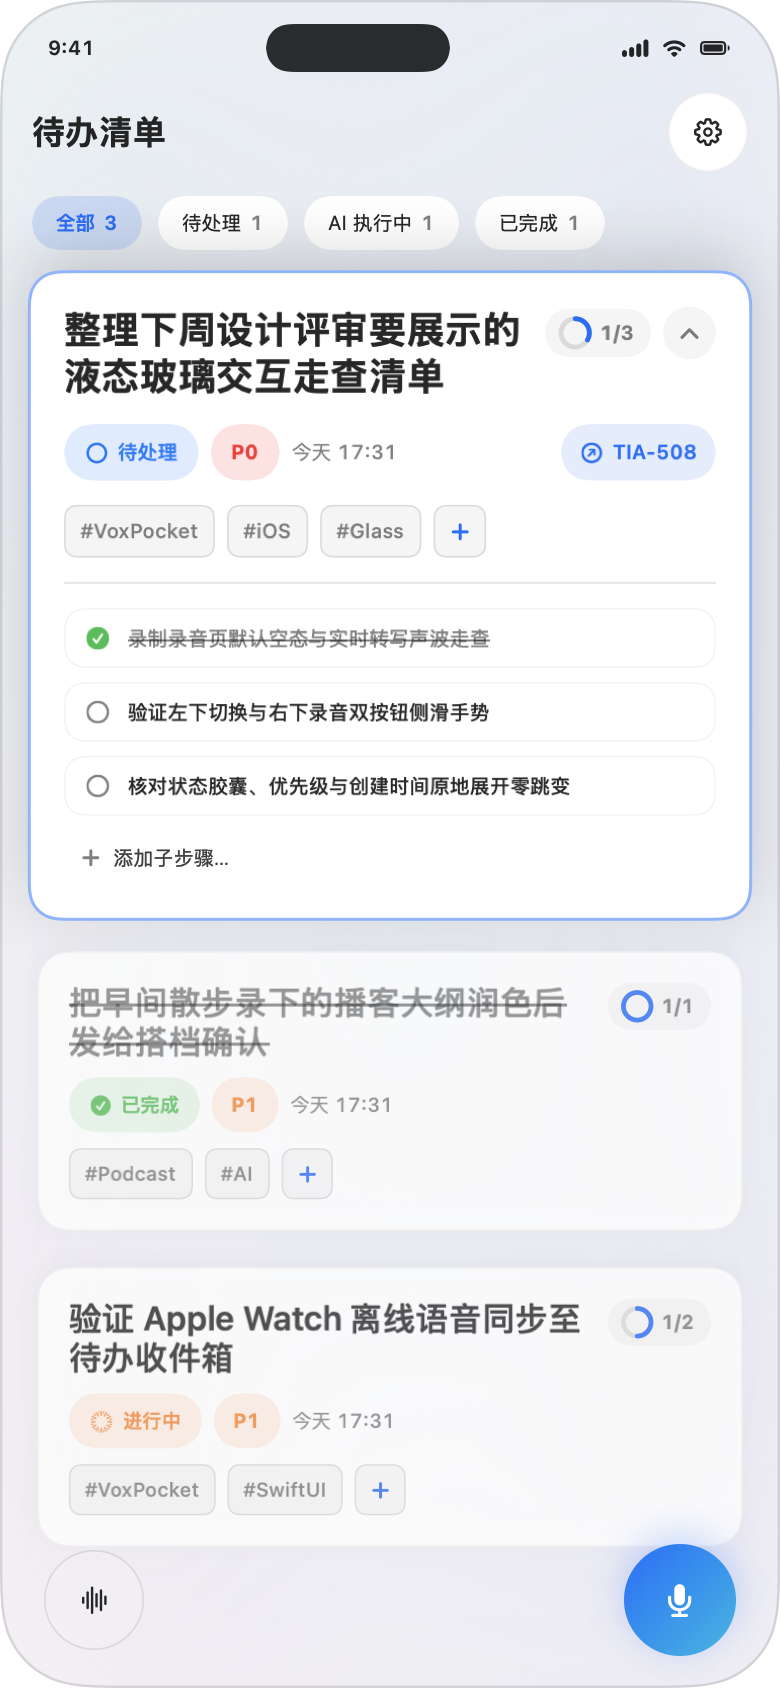 9:41
待办清单
全部 3
待处理 1
AI 执行中 1
已完成 1
整理下周设计评审要展示的
液态玻璃交互走查清单
1/3
待处理
P0
今天 17:31
TIA-508
#VoxPocket
#iOS
#Glass
+
录制录音页默认空态与实时转写声波走查
验证左下切换与右下录音双按钮侧滑手势
核对状态胶囊、优先级与创建时间原地展开零跳变
+ 添加子步骤...
把早间散步录下的播客大纲润色后
发给搭档确认
1/1
已完成
P1
今天 17:31
#Podcast
#AI
+
验证 Apple Watch 离线语音同步至
待办收件箱
1/2
进行中
P1
今天 17:31
#VoxPocket
#SwiftUI
+